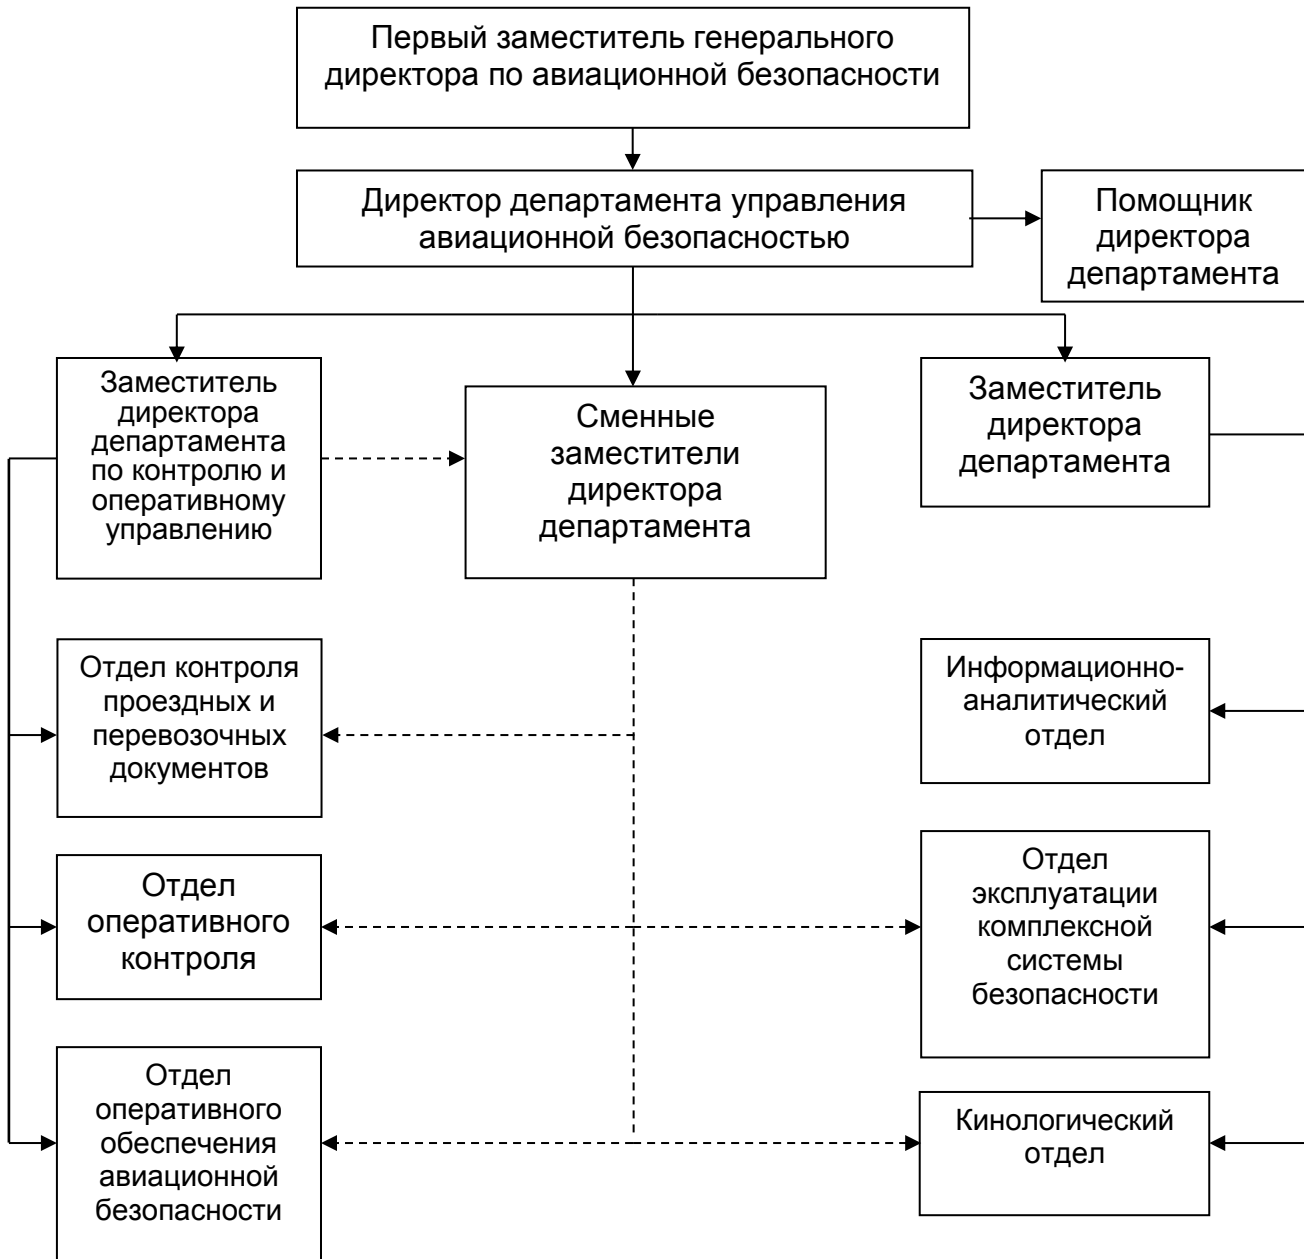 Первый заместитель генерального
директора по авиационной безопасности
Директор департамента управления
авиационной безопасностью
Помощник
директора
департамента
Заместитель
директора
департамента
по контролю и
оперативному
управлению
Сменные
заместители
директора
департамента
Заместитель
директора
департамента
Отдел контроля
проездных и
перевозочных
документов
Информационно-
аналитический
отдел
Отдел
оперативного
контроля
Отдел
эксплуатации
комплексной
системы
безопасности
Отдел
оперативного
обеспечения
авиационной
безопасности
Кинологический
отдел